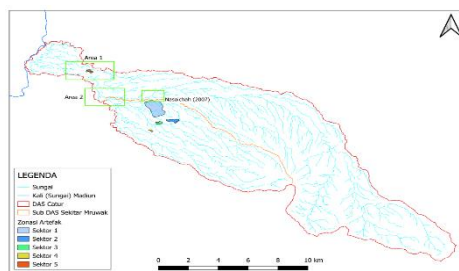 Area 1
Area 2
LEGENDA
Sungai
Kali (Sungai) Madiun
DAS Catur
Sub DAS Sekitar Mruwak
Zonasi Artefak
Sektor 1
Sektor 2
Sektor 3
Sektor 4
Sektor 5
0 2 4 6 8 10 km